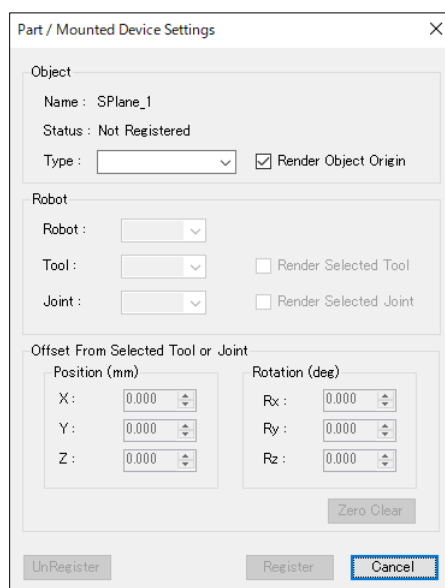 Part / Mounted Device Settings
Object
Name : SPlane_1
Status : Not Registered
Type : Render Object Origin
Robot
Robot :
Tool : Render Selected Tool
Joint : Render Selected Joint
Offset From Selected Tool or Joint
Position (mm) Rotation (deg)
X : 0.000 Rx : 0.000
Y : 0.000 Ry : 0.000
Z : 0.000 Rz : 0.000
Zero Clear
UnRegister Register Cancel